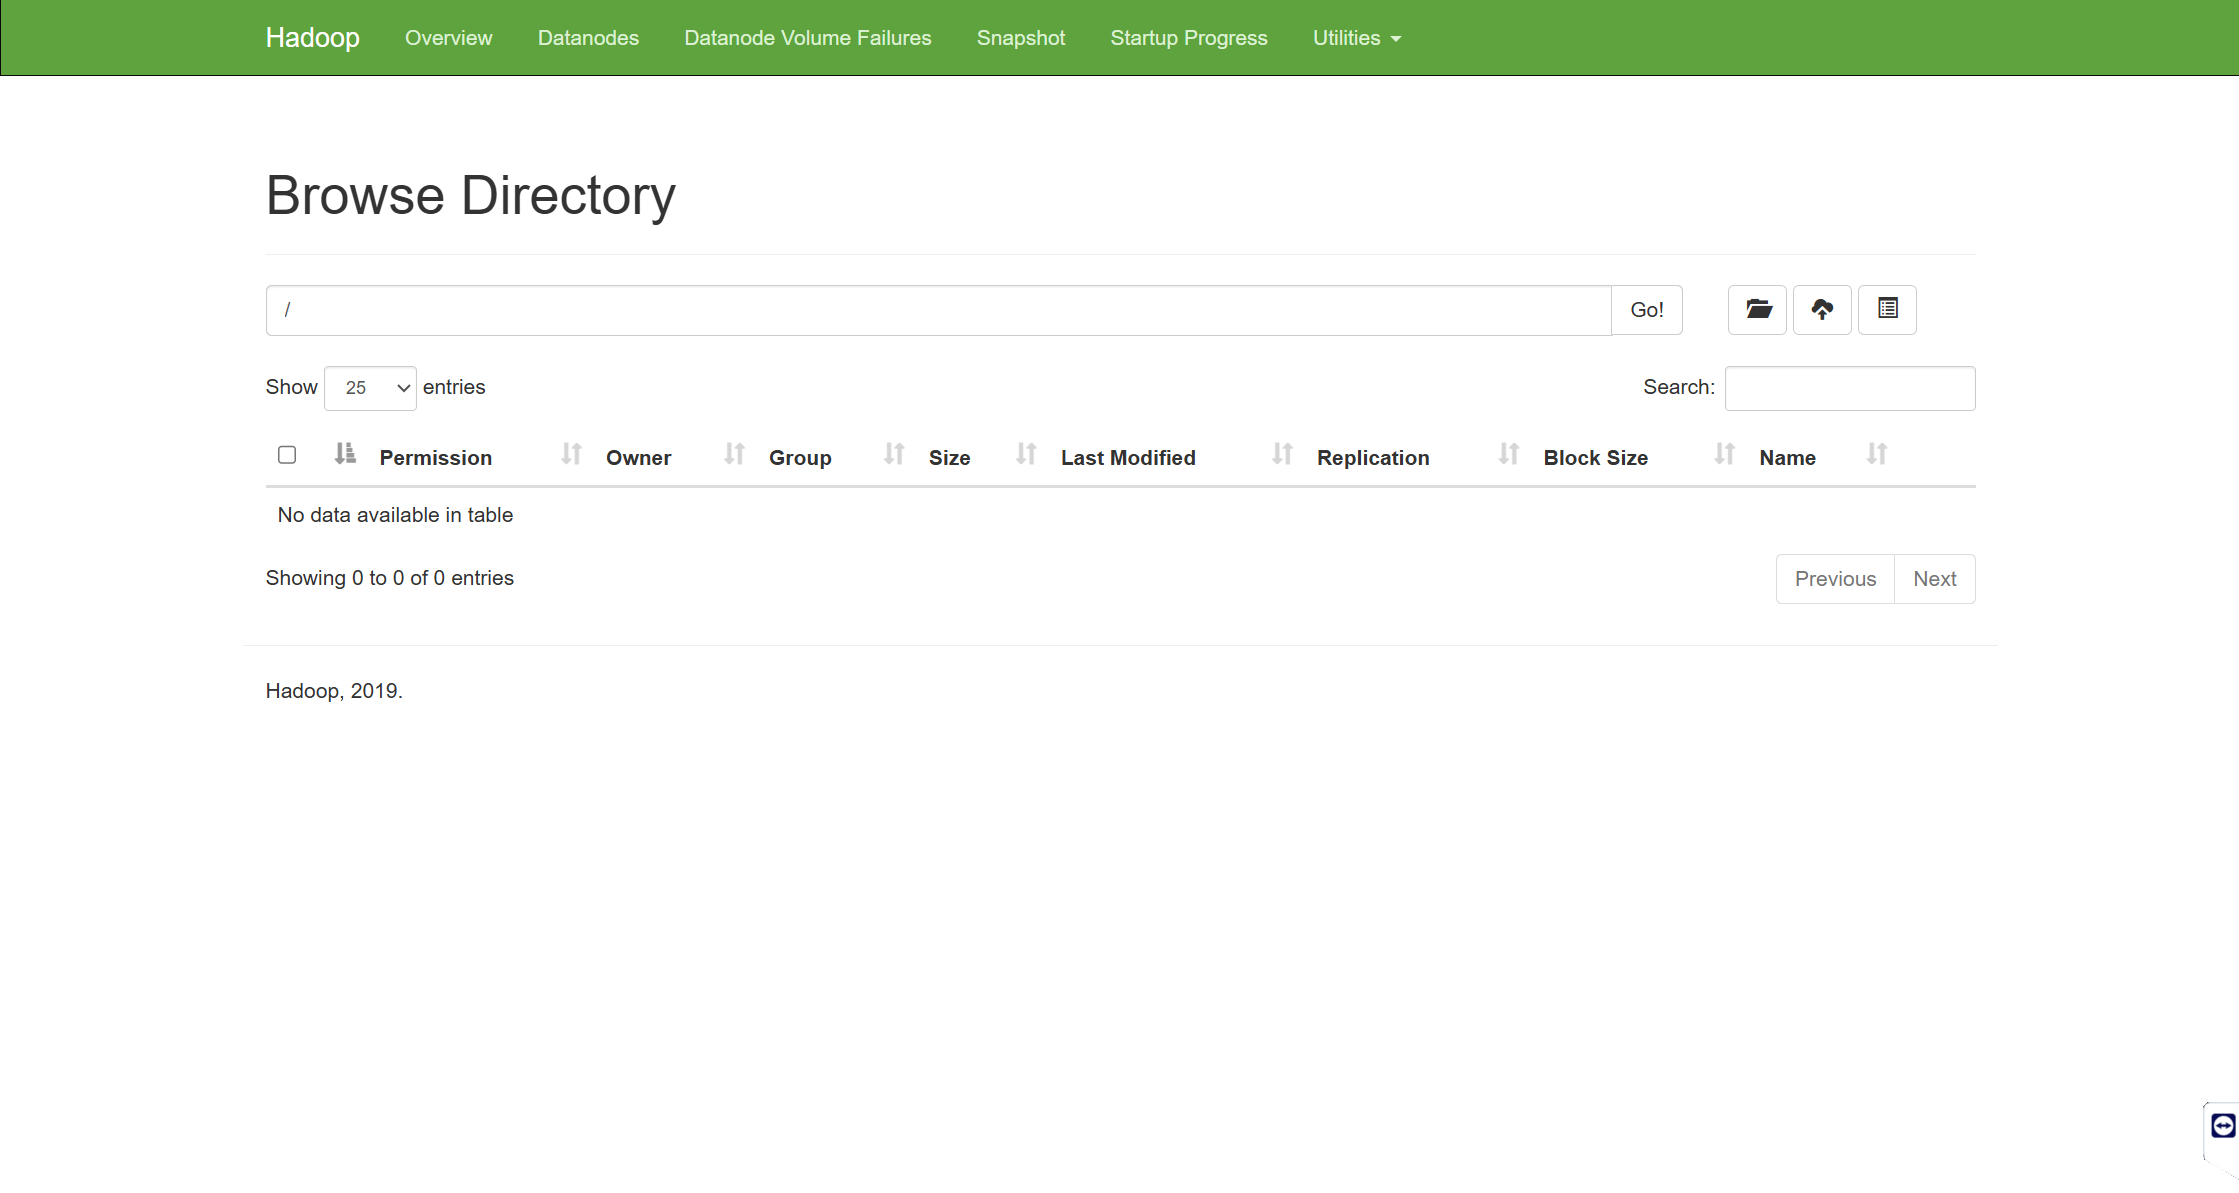 Hadoop Overview Datanodes Datanode Volume Failures Snapshot Startup Progress Utilities
Browse Directory
/ Go!
Show 25 entries Search:
Permission Owner Group Size Last Modified Replication Block Size Name
No data available in table
Showing 0 to 0 of 0 entries Previous Next
Hadoop, 2019.